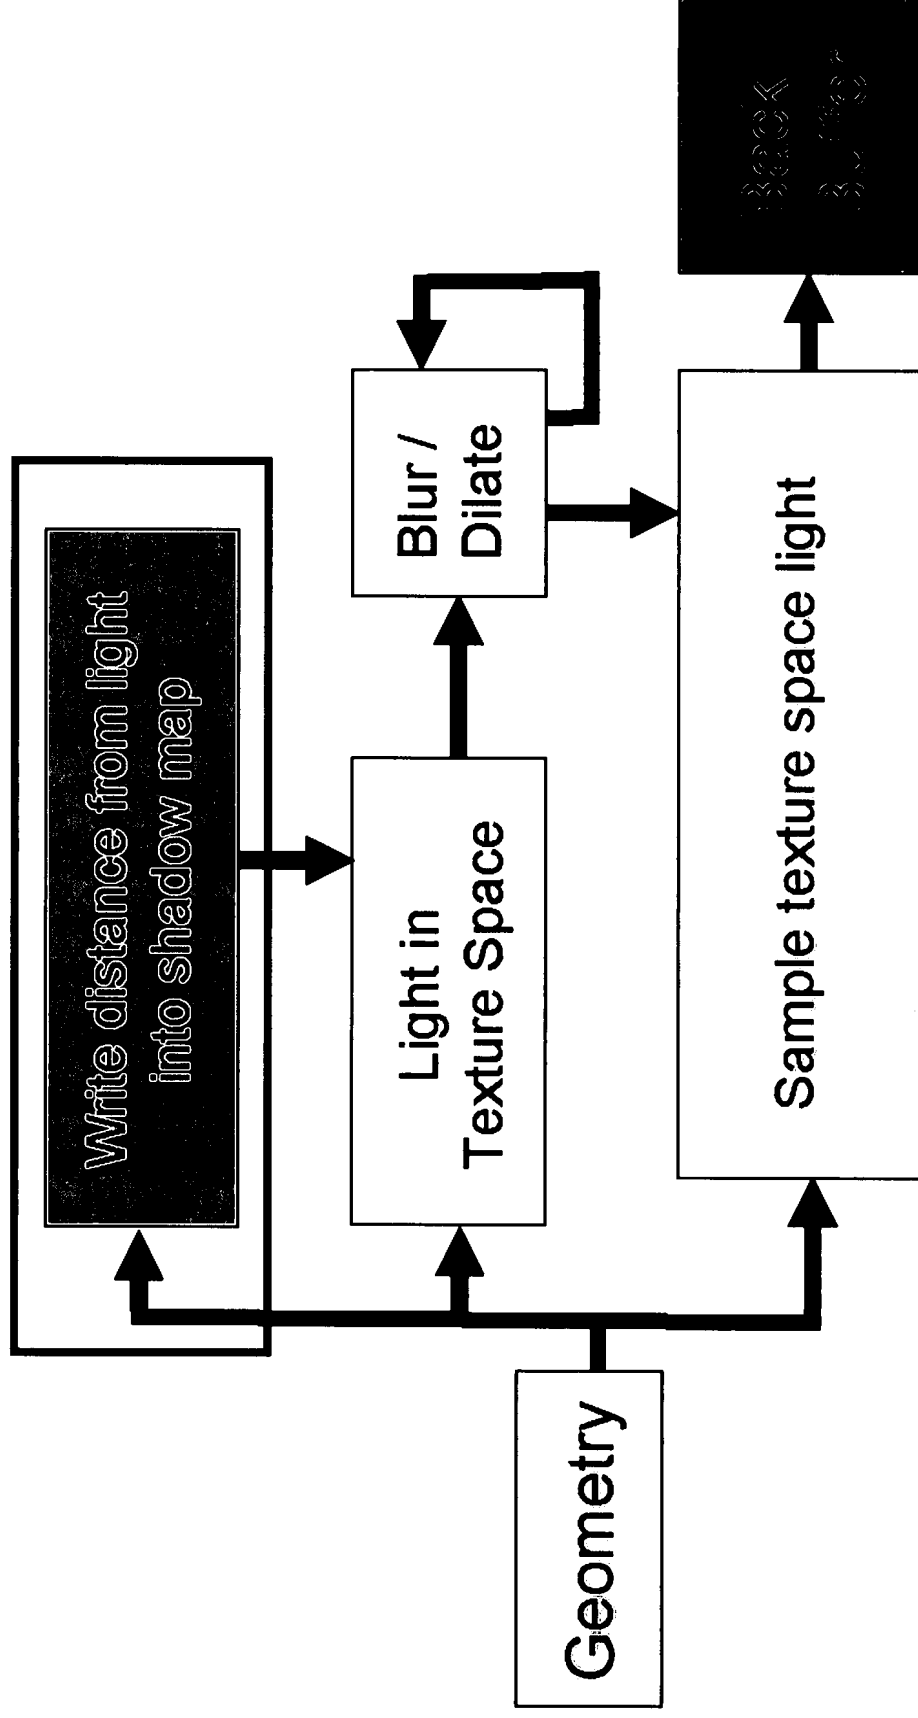 Write distance from light
into shadow map
Light in
Texture Space
Blur /
Dilate
Geometry
Sample texture space light
Back
Buffer